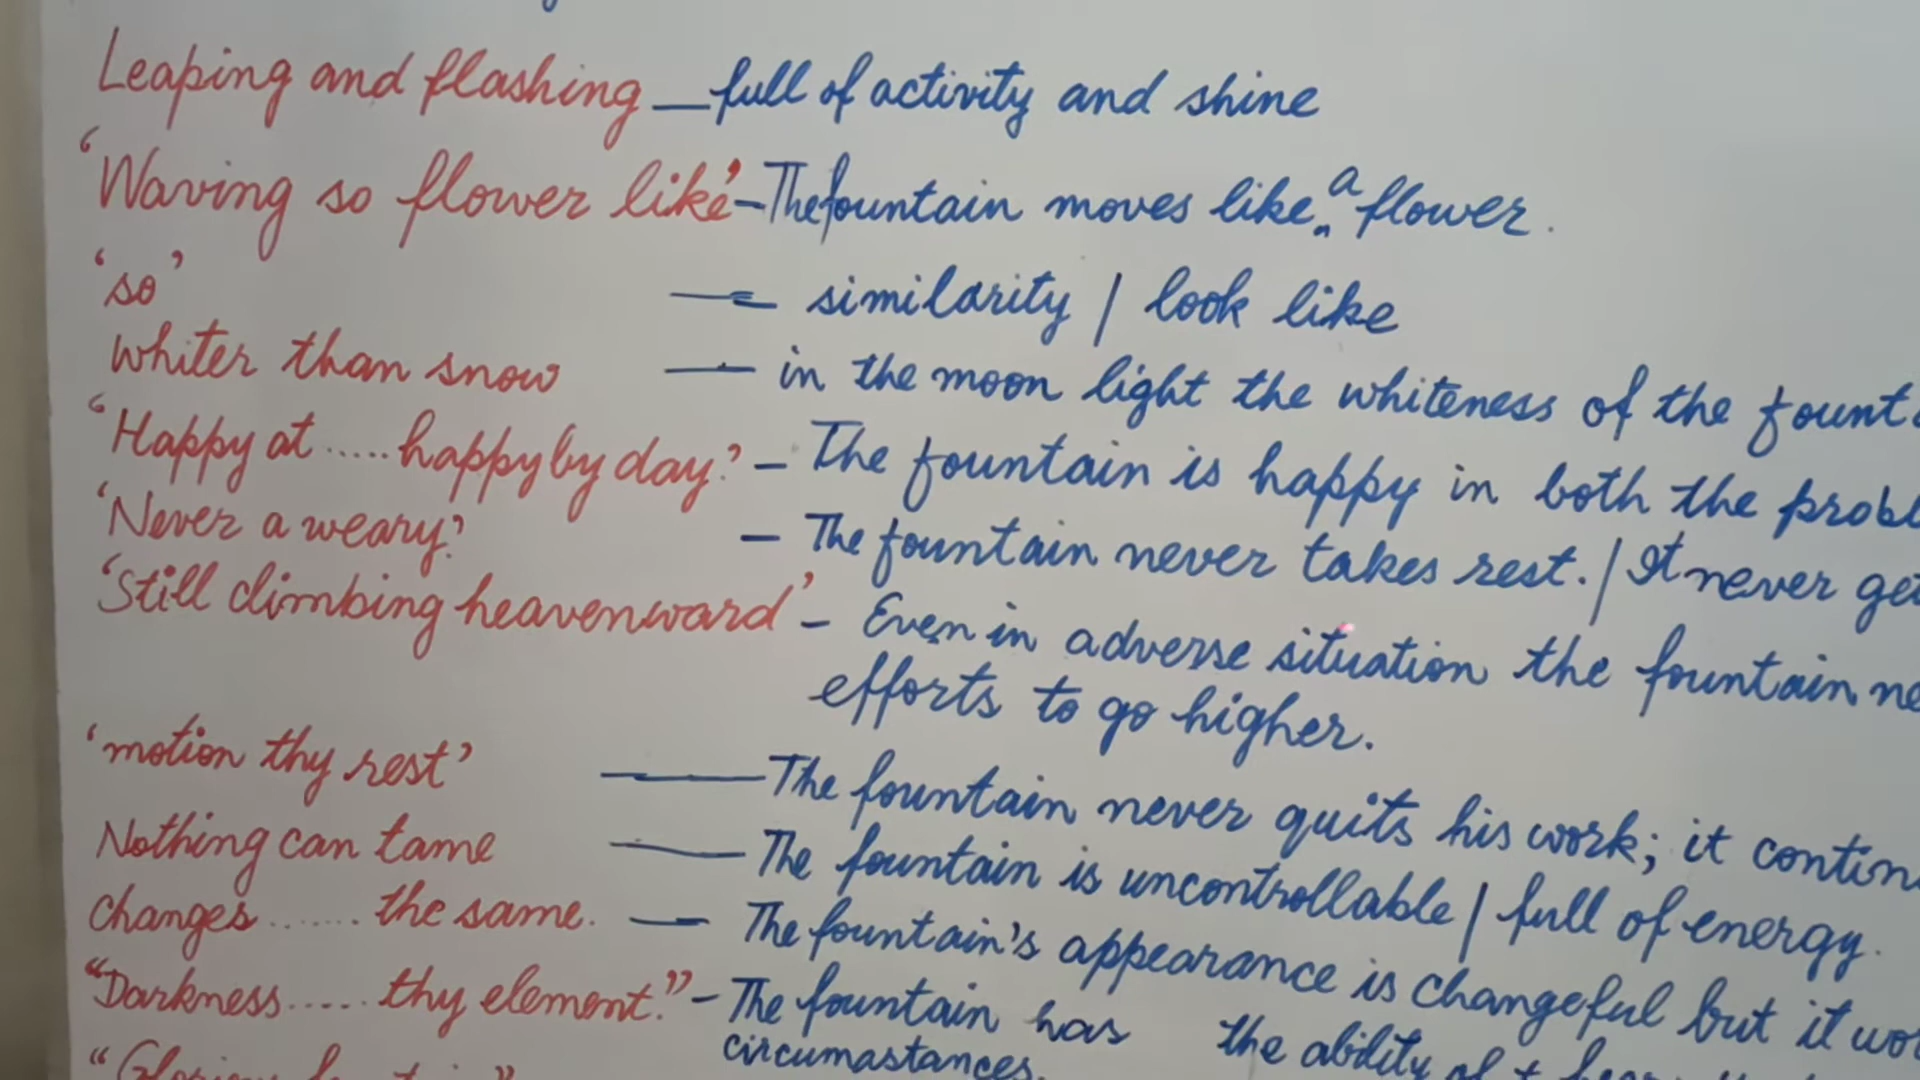 Leaping and flashing — full of activity and shine
'Waving so flower like' - The fountain moves like a flower.
'so' — similarity / look like
whiter than snow — in the moon light the whiteness of the fount
'Happy at ..... happy by day.' - The fountain is happy in both the probl
'Never a weary.' - The fountain never takes rest. / It never get
'Still climbing heavenward' - Even in adverse situation the fountain ne
efforts to go higher.
'motion thy rest' — The fountain never quits his work; it contin
Nothing can tame — The fountain is uncontrollable / full of energy.
changes ...... the same. — The fountain's appearance is changeful but it wo
"Darkness ..... thy element." - The fountain has the ability of
circumastances.
"Glorious